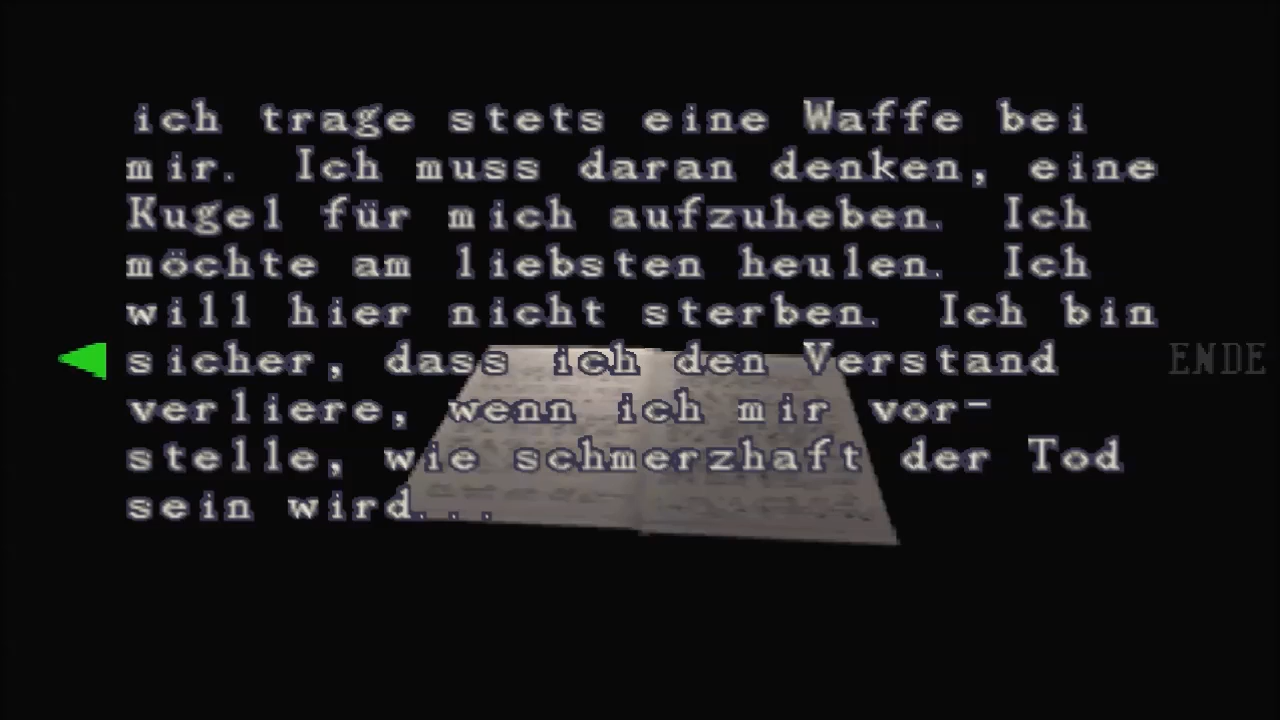 ich trage stets eine Waffe bei
mir. Ich muss daran denken, eine
Kugel für mich aufzuheben. Ich
möchte am liebsten heulen. Ich
will hier nicht sterben. Ich bin
sicher, dass ich den Verstand
ENDE
verliere, wenn ich mir vor-
stelle, wie schmerzhaft der Tod
sein wird...